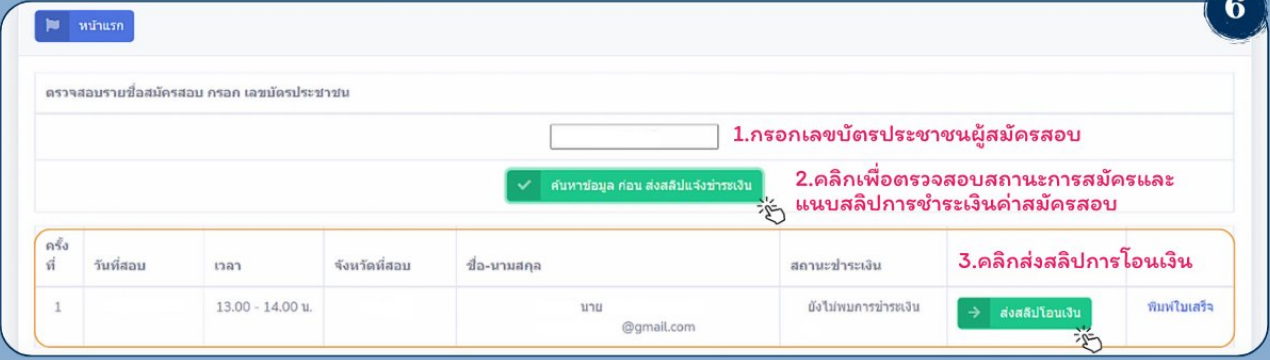 6
หน้าแรก
ตรวจสอบรายชื่อสมัครสอบ กรอก เลขบัตรประชาชน
1.กรอกเลขบัตรประชาชนผู้สมัครสอบ
ค้นหาข้อมูล ก่อน ส่งสลิปแจ้งชำระเงิน
2.คลิกเพื่อตรวจสอบสถานะการสมัครและ
แนบสลิปการชำระเงินค่าสมัครสอบ
ครั้ง
ที่ วันที่สอบ เวลา จังหวัดที่สอบ ชื่อ-นามสกุล สถานะชำระเงิน 3.คลิกส่งสลิปการโอนเงิน
1 13.00 - 14.00 น. นาย ยังไม่พบการชำระเงิน ส่งสลิปโอนเงิน พิมพ์ใบเสร็จ
@gmail.com